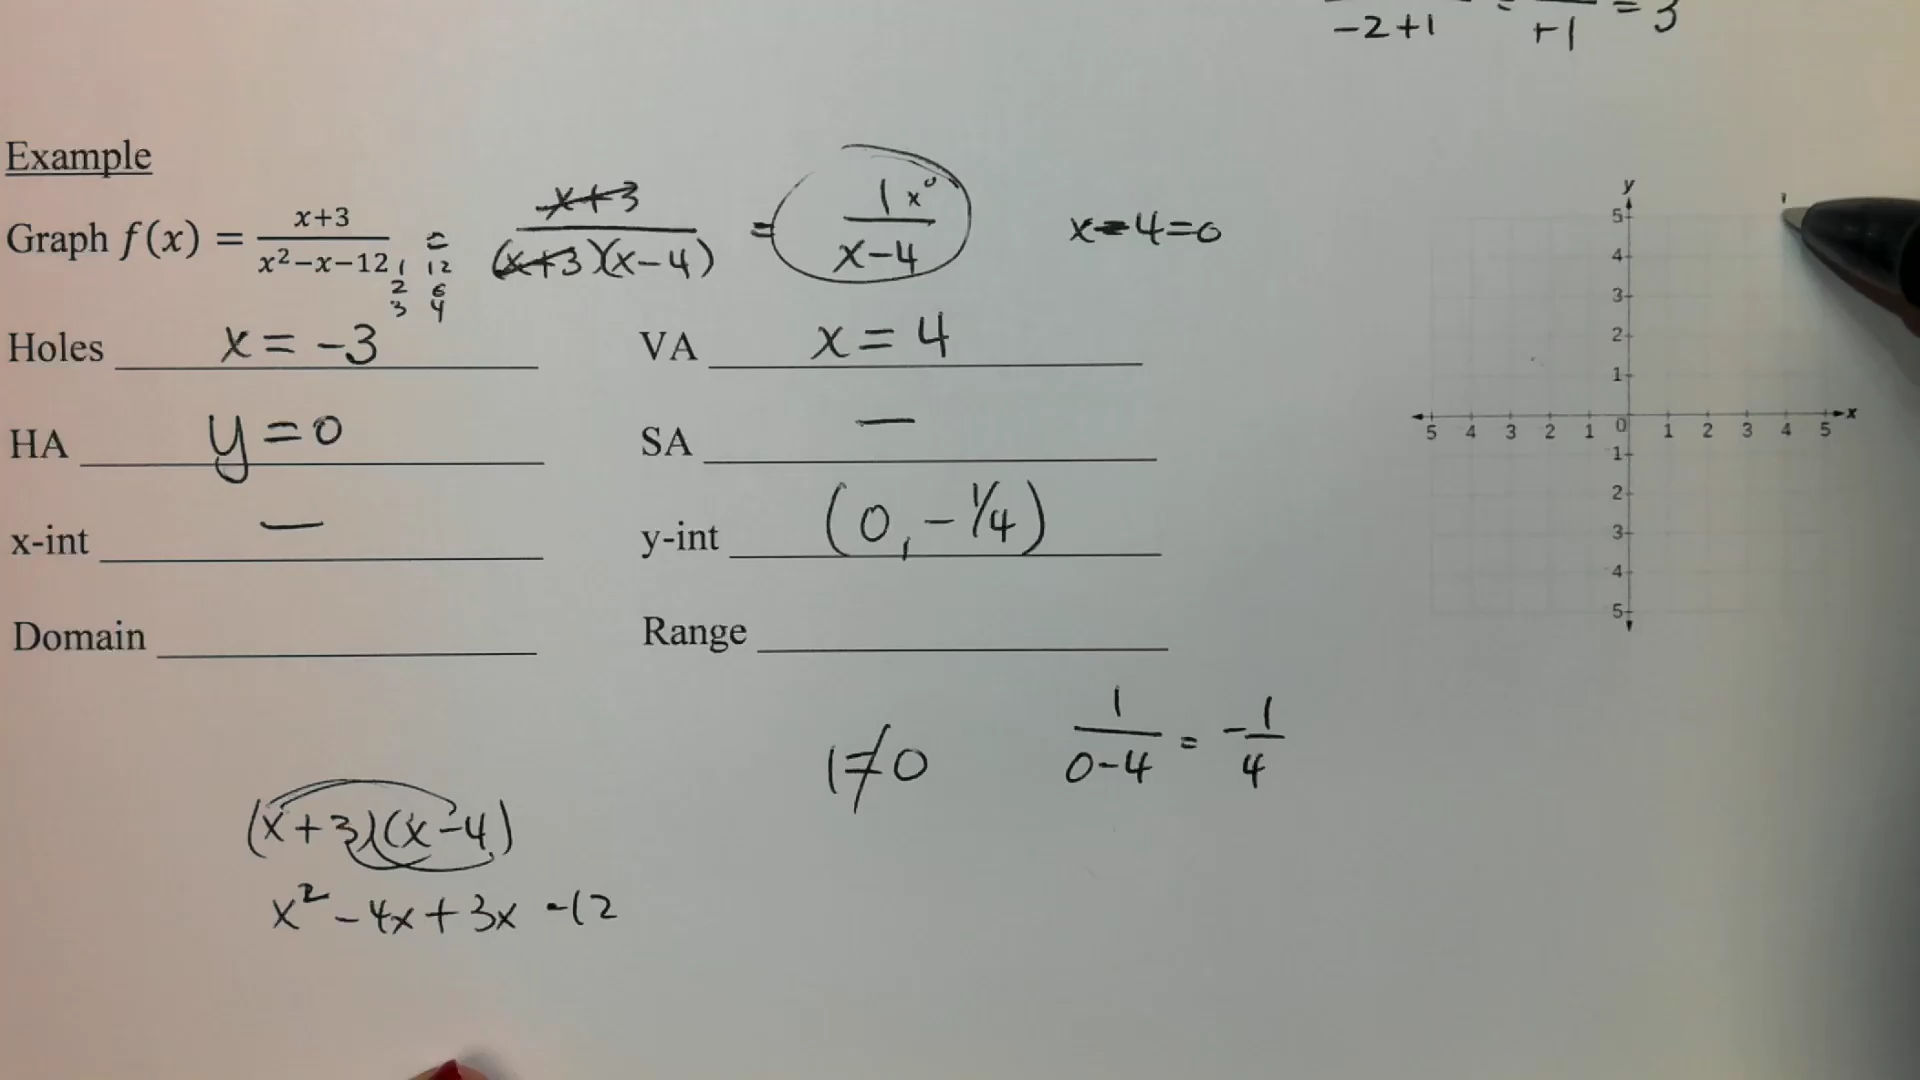 -2+1 = +1 = 3
Example
Graph f(x) = x+3 / x²−x−12 = x+3 / (x+3)(x-4) = 1x⁰ / x-4
x-4=0
1 12
2 6
3 4
Holes x = -3
VA x = 4
HA y = 0
SA —
x-int —
y-int (0, -1/4)
Domain
Range
1≠0
1 / 0-4 = -1/4
(x+3)(x-4)
x² - 4x + 3x - 12
y
5
4
3
2
1
5 4 3 2 1 0 1 2 3 4 5 x
1
2
3
4
5